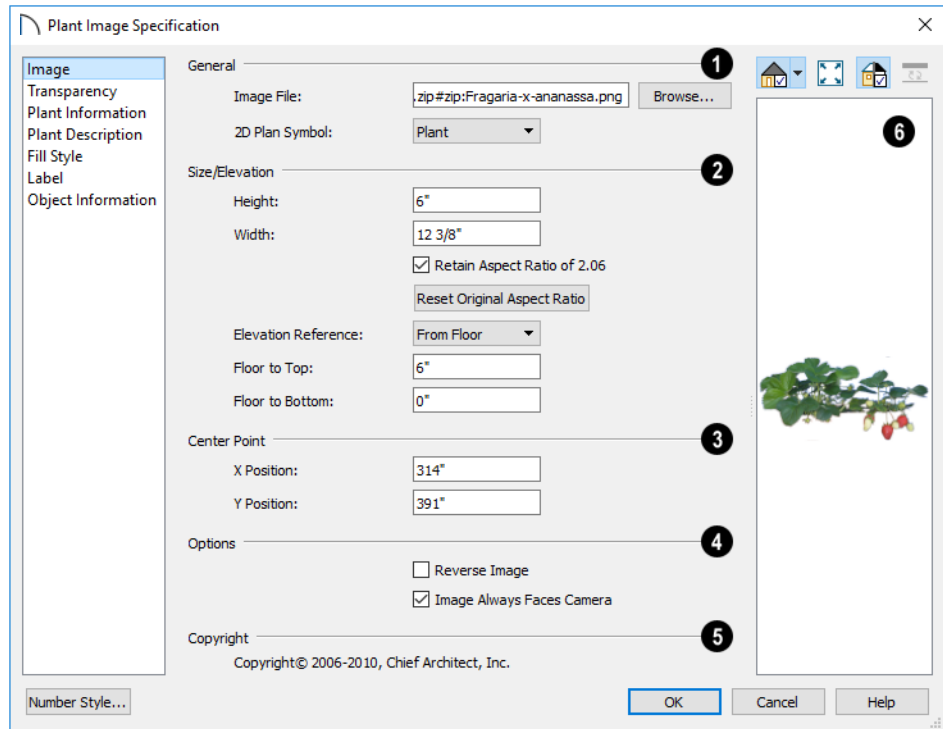 Plant Image Specification
Image
Transparency
Plant Information
Plant Description
Fill Style
Label
Object Information
General
1
Image File:
.zip#zip:Fragaria-x-ananassa.png
Browse...
2D Plan Symbol:
Plant
Size/Elevation
2
Height:
6"
Width:
12 3/8"
Retain Aspect Ratio of 2.06
Reset Original Aspect Ratio
Elevation Reference:
From Floor
Floor to Top:
6"
Floor to Bottom:
0"
Center Point
3
X Position:
314"
Y Position:
391"
Options
4
Reverse Image
Image Always Faces Camera
Copyright
5
Copyright© 2006-2010, Chief Architect, Inc.
6
Number Style...
OK
Cancel
Help